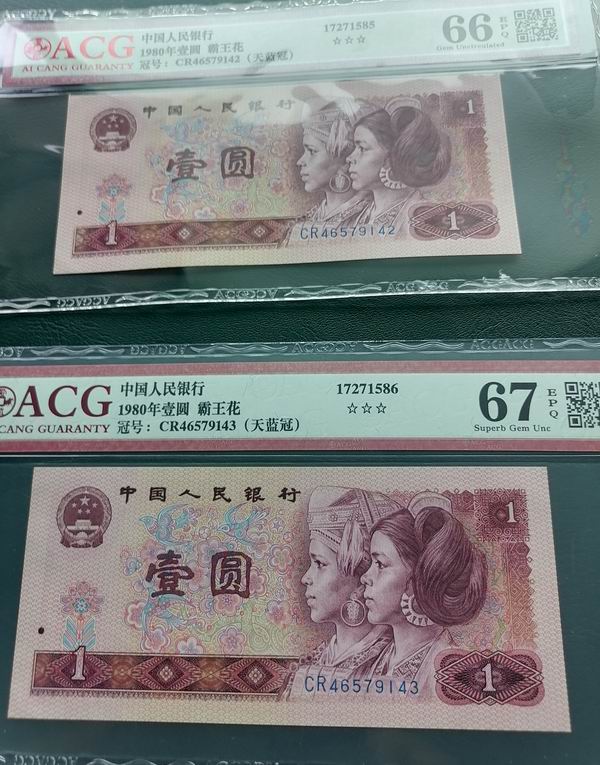 ACG
AI CANG GUARANTY
中国人民银行
1980年壹圆 霸王花
冠号：CR46579142（天蓝冠）
17271585
☆☆☆
66
EPQ
Gem Uncirculated
中国人民银行
壹圆
1
1
1
CR46579142
ACG
CANG GUARANTY
中国人民银行
1980年壹圆 霸王花
冠号：CR46579143（天蓝冠）
17271586
☆☆☆
67
EPQ
Superb Gem Unc
中国人民银行
壹圆
1
1
1
CR46579143